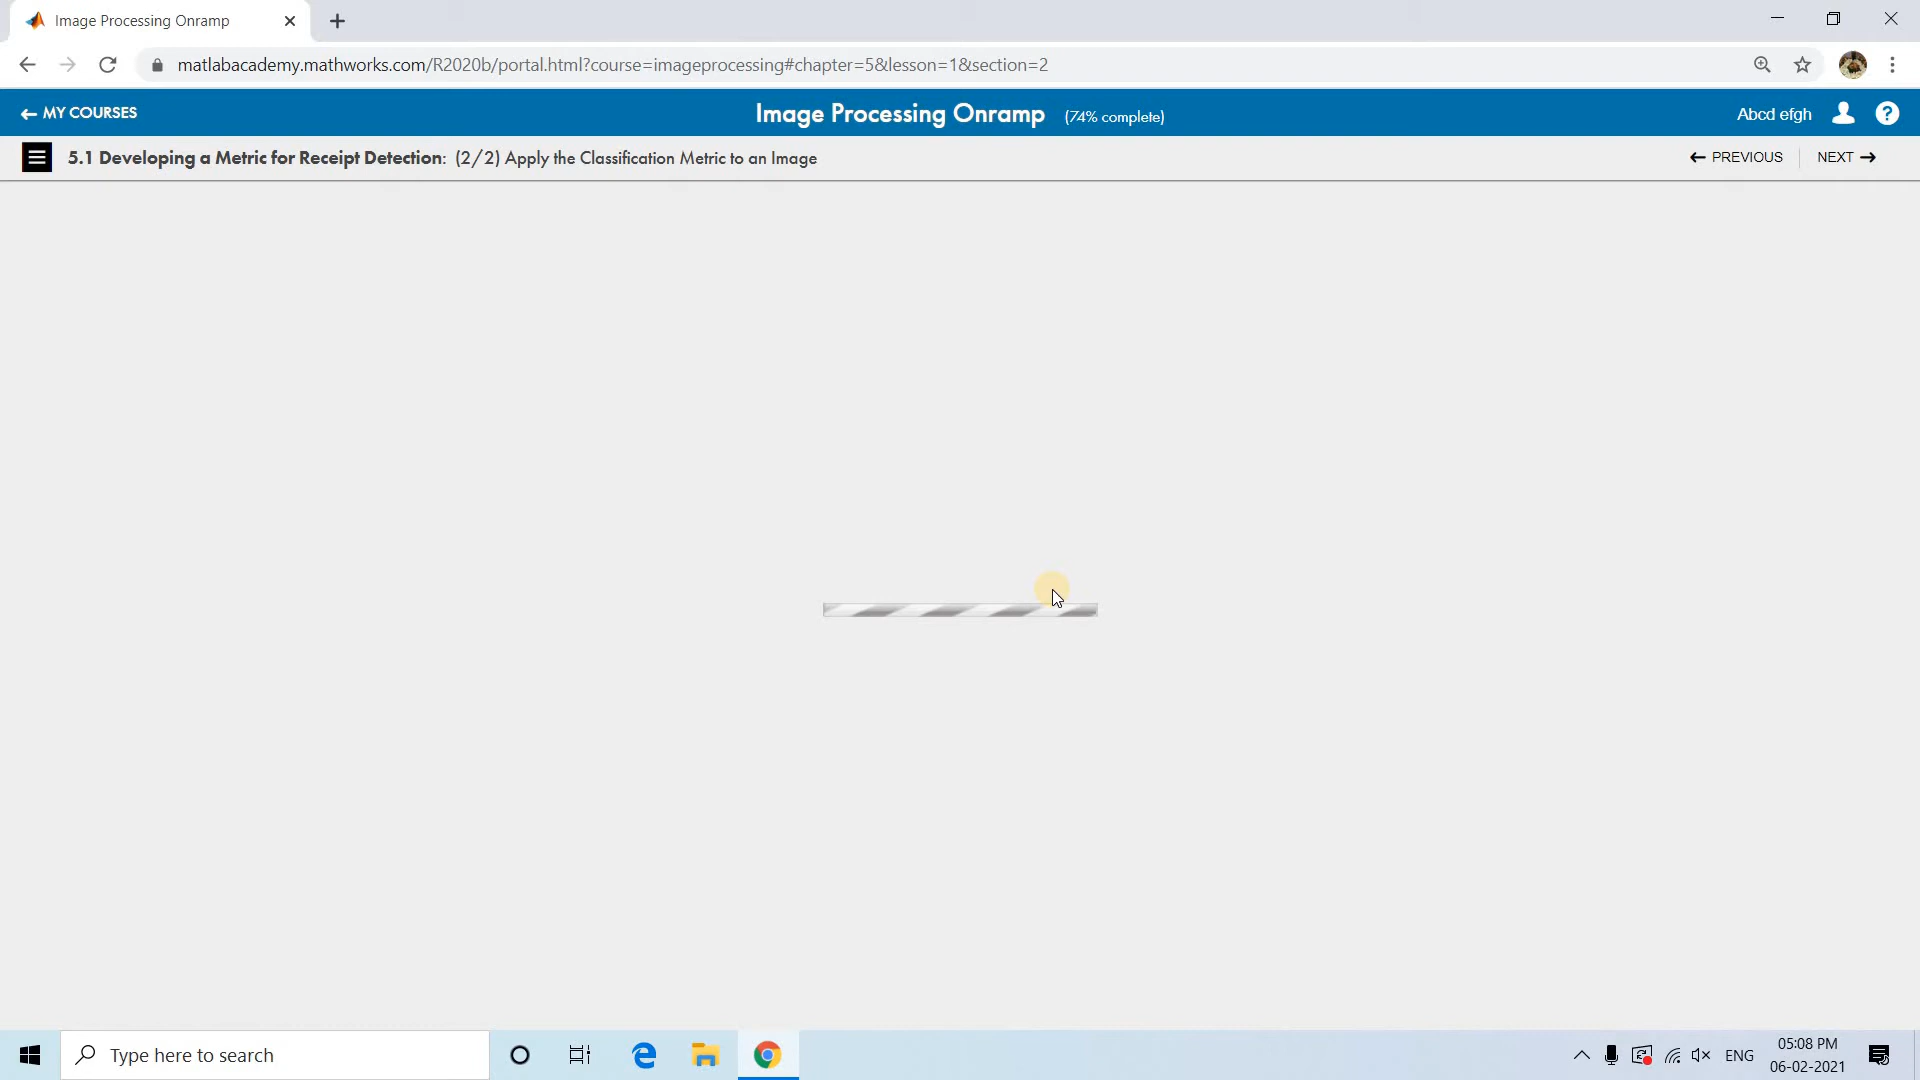 Image Processing Onramp
matlabacademy.mathworks.com/R2020b/portal.html?course=imageprocessing#chapter=5&lesson=1&section=2
MY COURSES
Image Processing Onramp (74% complete)
Abcd efgh
?
5.1 Developing a Metric for Receipt Detection: (2/2) Apply the Classification Metric to an Image
PREVIOUS
NEXT
Type here to search
ENG
05:08 PM
06-02-2021